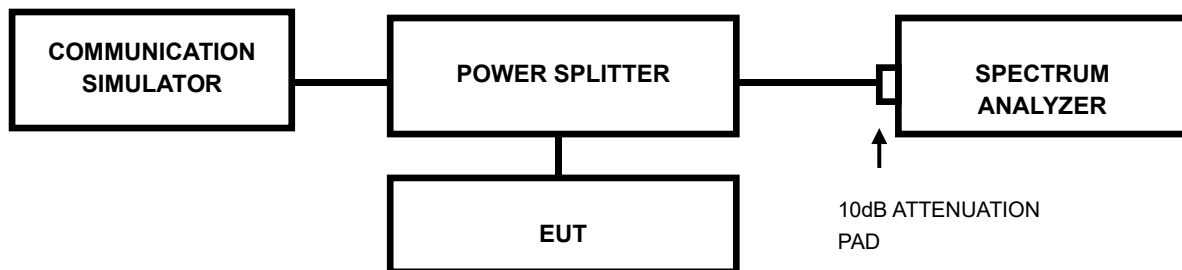 COMMUNICATION
SIMULATOR
POWER SPLITTER
SPECTRUM
ANALYZER
EUT
10dB ATTENUATION
PAD